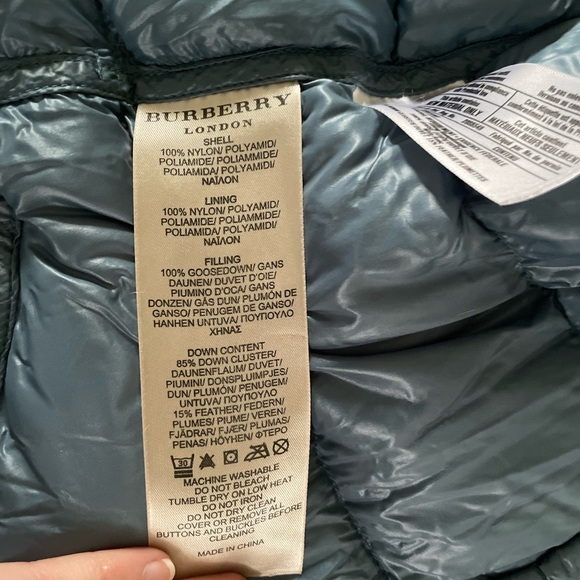 BURBERRY
LONDON
SHELL
100% NYLON/ POLYAMID/
POLIAMIDE/ POLIAMMIDE/
POLIAMIDA/ POLYAMID/
ΝΑΪΛΟΝ
LINING
100% NYLON/ POLYAMID/
POLIAMIDE/ POLIAMMIDE/
POLIAMIDA/ POLYAMID/
ΝΑΪΛΟΝ
FILLING
100% GOOSEDOWN/ GANS
DAUNEN/ DUVET D'OIE/
PIUMINO D'OCA/ GANS
DONZEN/ GÅS DUN/ PLUMÓN DE
GANSO/ PENUGEM DE GANSO/
HANHEN UNTUVA/ ΠΟΥΠΟΥΛΟ
ΧΗΝΑΣ
DOWN CONTENT
85% DOWN CLUSTER/
DAUNENFLAUM/ DUVET/
PIUMINI/ DONSPLUIMPJES/
DUN/ PLUMÓN/ PENUGEM/
UNTUVA/ ΠΟΥΠΟΥΛΟ
15% FEATHER/ FEDERN/
PLUMES/ PIUME/ VEREN/
FJÄDRAR/ FJÆR/ PLUMAS/
PENAS/ HÖYHEN/ ΦΤΕΡΟ
30
MACHINE WASHABLE
DO NOT BLEACH
TUMBLE DRY ON LOW HEAT
DO NOT IRON
DO NOT DRY CLEAN
COVER OR REMOVE ANY
BUTTONS AND BUCKLES BEFORE
CLEANING
MADE IN CHINA